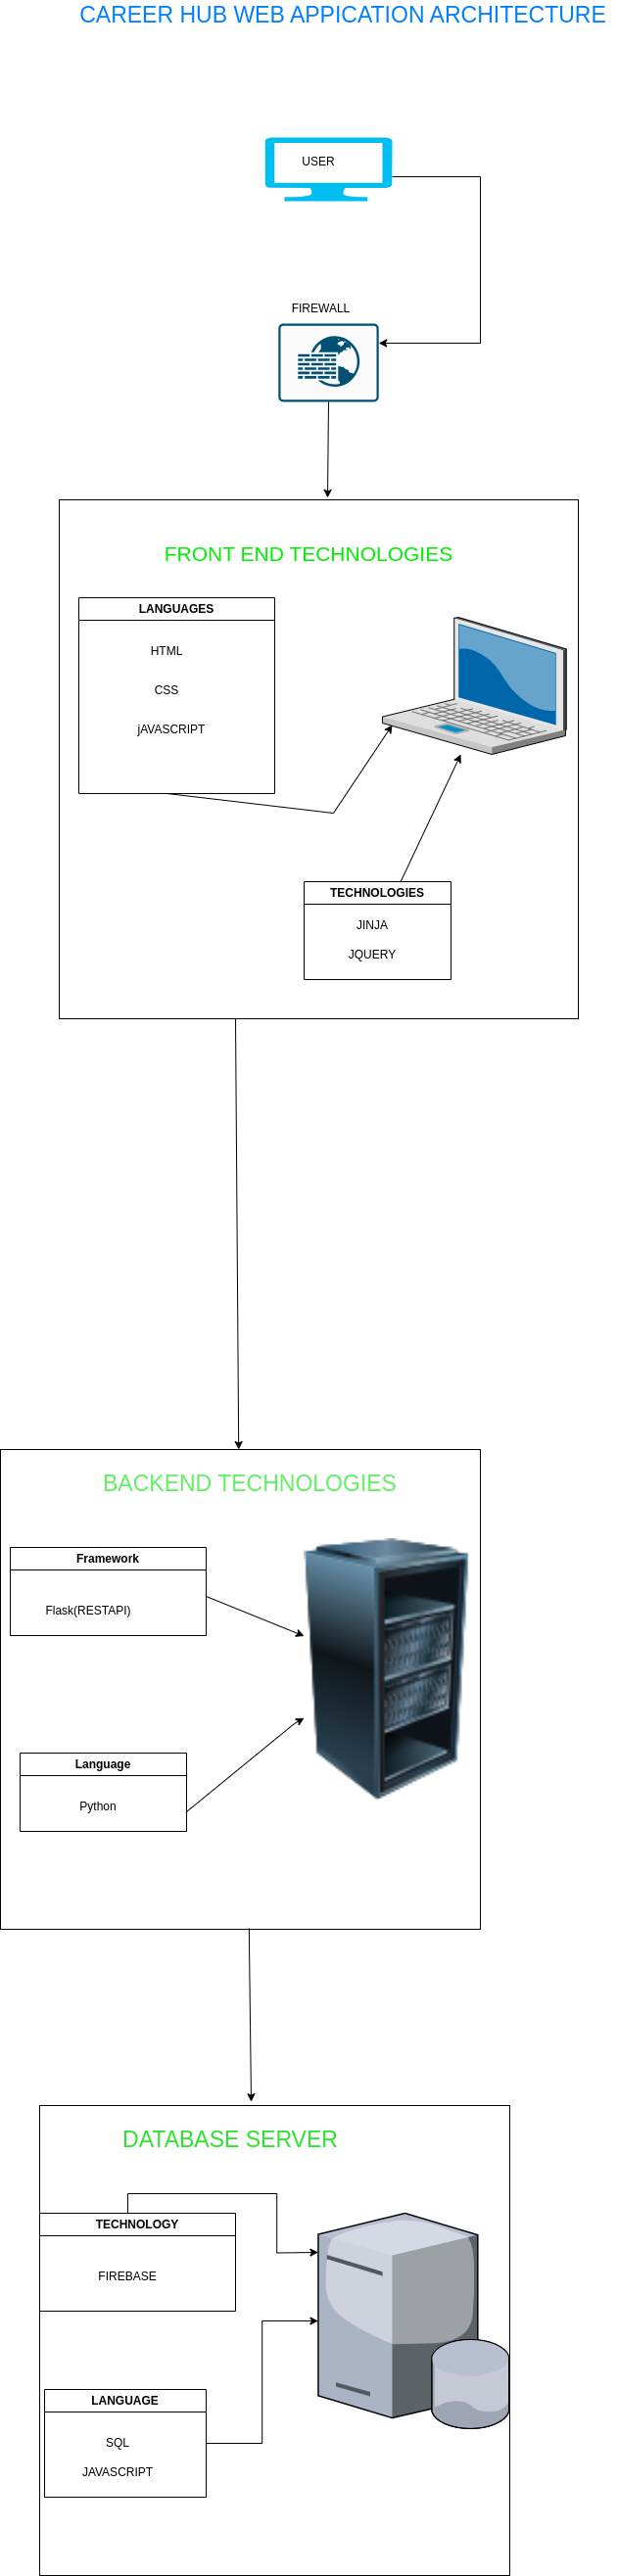 CAREER HUB WEB APPICATION ARCHITECTURE
USER
FIREWALL
FRONT END TECHNOLOGIES
LANGUAGES
HTML
CSS
jAVASCRIPT
TECHNOLOGIES
JINJA
JQUERY
BACKEND TECHNOLOGIES
Framework
Flask(RESTAPI)
Language
Python
DATABASE SERVER
TECHNOLOGY
FIREBASE
LANGUAGE
SQL
JAVASCRIPT